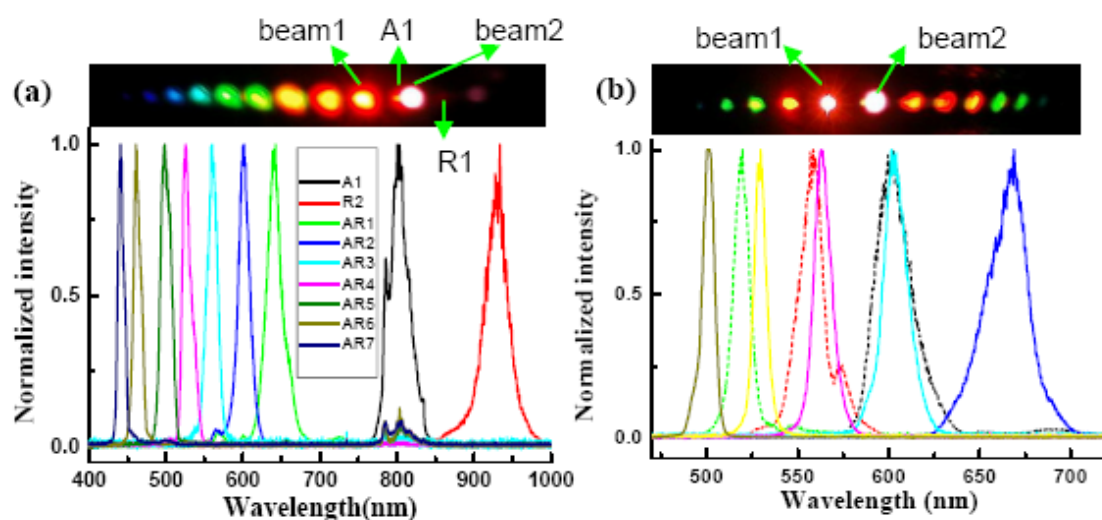 beam1 A1 beam2
(a)
R1
1.0
0.5
0.0
Normalized intensity
A1
R2
AR1
AR2
AR3
AR4
AR5
AR6
AR7
400 500 600 700 800 900 1000
Wavelength(nm)
beam1 beam2
(b)
1.0
0.5
0.0
Normalized intensity
500 550 600 650 700
Wavelength (nm)